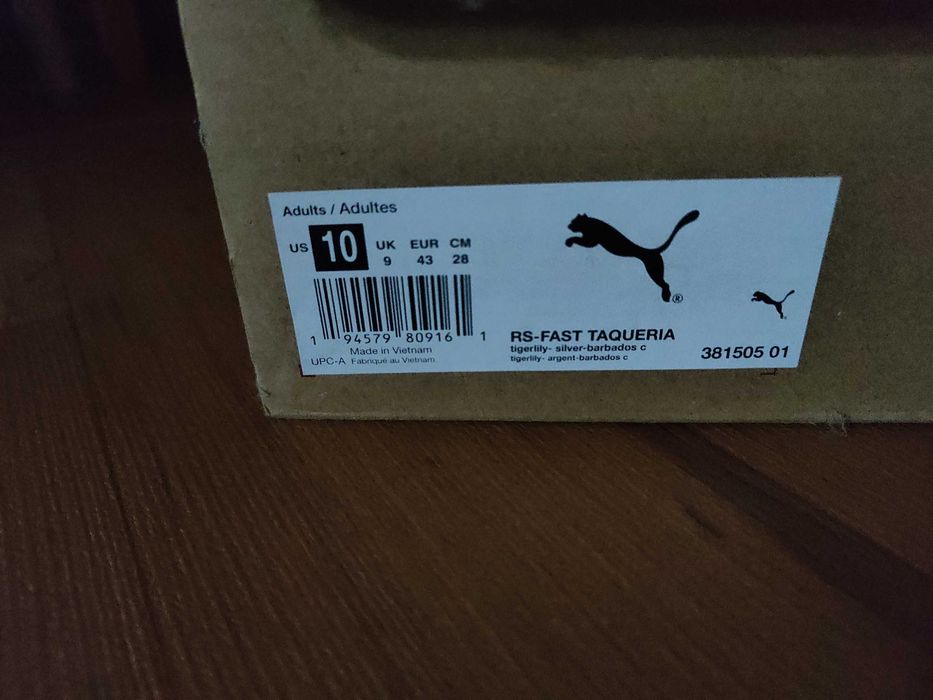 Adults / Adultes
US 10 UK EUR CM
9 43 28
1 94579 80916 1
Made in Vietnam
UPC-A Fabriqué au Vietnam
®
RS-FAST TAQUERIA
tigerlily- silver-barbados c
tigerlily- argent-barbados c
381505 01